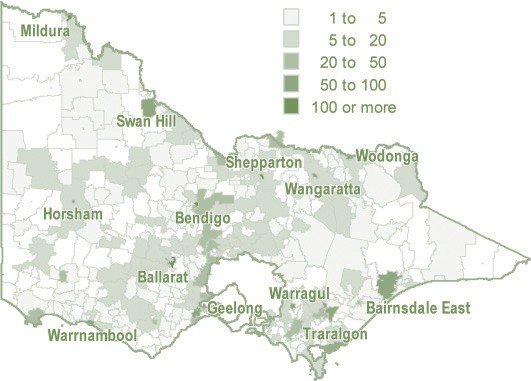 Mildura
1 to 5
5 to 20
20 to 50
50 to 100
100 or more
Swan Hill
Shepparton
Wodonga
Wangaratta
Horsham
Bendigo
Ballarat
Geelong
Warragul
Bairnsdale East
Warrnambool
Traralgon